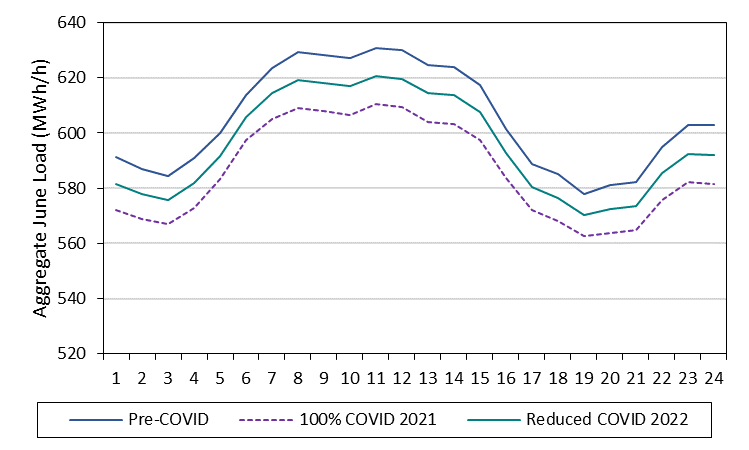 Aggregate June Load (MWh/h)
640
620
600
580
560
540
520
1 2 3 4 5 6 7 8 9 10 11 12 13 14 15 16 17 18 19 20 21 22 23 24
Pre-COVID 100% COVID 2021 Reduced COVID 2022